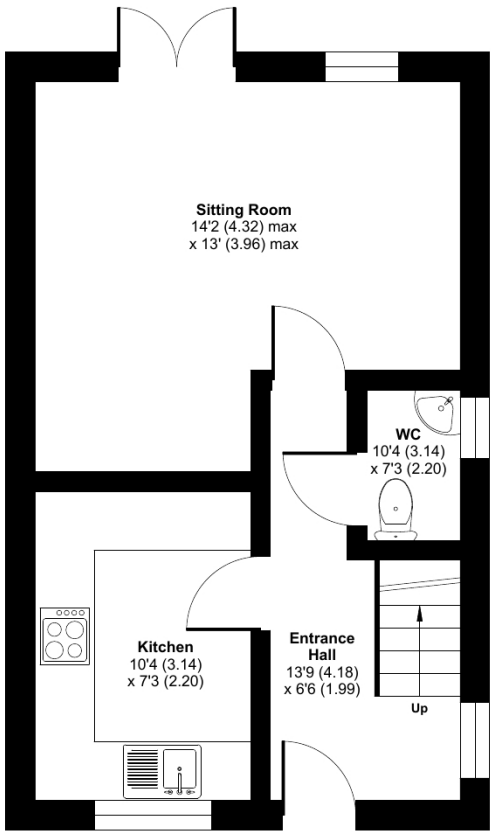 Sitting Room
14'2 (4.32) max
x 13' (3.96) max
WC
10'4 (3.14)
x 7'3 (2.20)
Kitchen
10'4 (3.14)
x 7'3 (2.20)
Entrance
Hall
13'9 (4.18)
x 6'6 (1.99)
Up